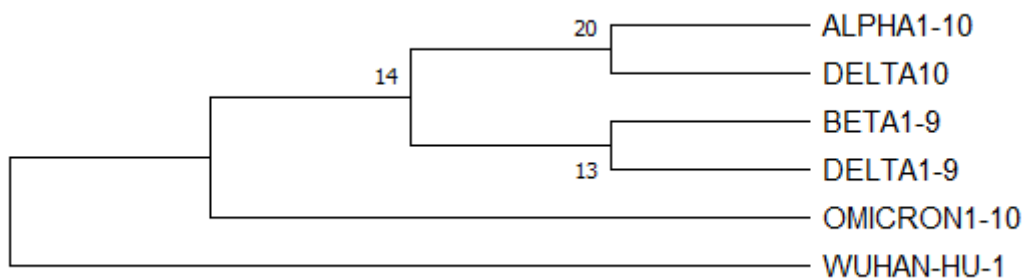 ALPHA1-10
20
DELTA10
14
BETA1-9
DELTA1-9
13
OMICRON1-10
WUHAN-HU-1